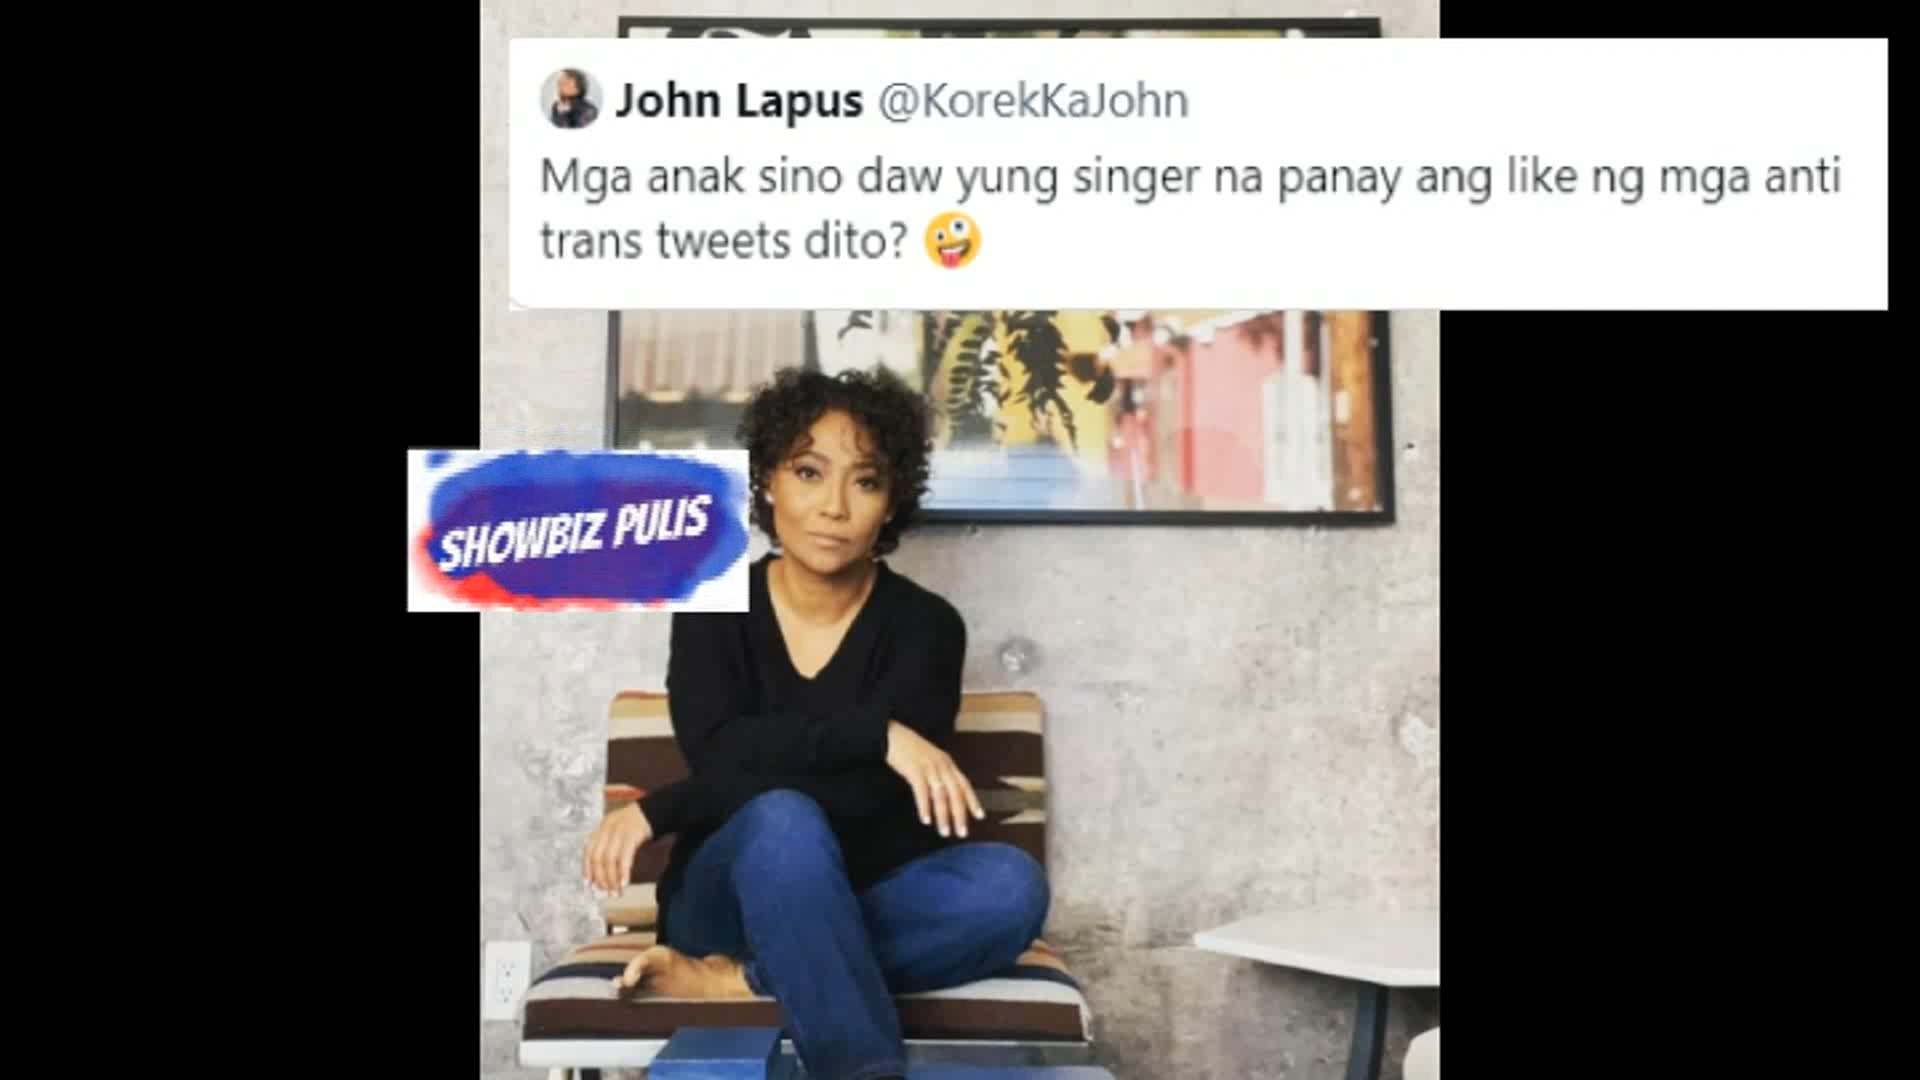 John Lapus @KorekKaJohn
Mga anak sino daw yung singer na panay ang like ng mga anti
trans tweets dito? 🤪
SHOWBIZ PULIS